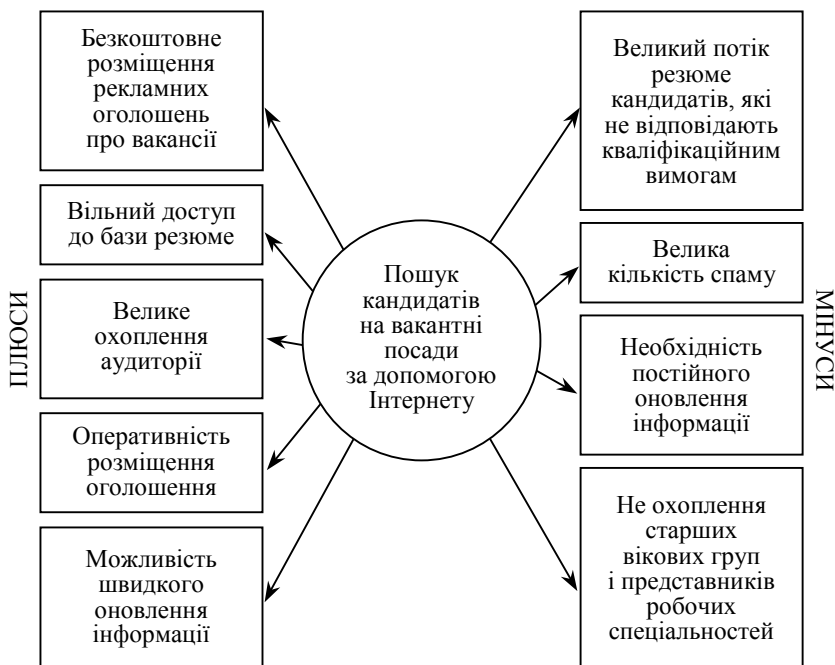 ПЛЮСИ
Безкоштовне
розміщення
рекламних
оголошень
про вакансії
Вільний доступ
до бази резюме
Велике
охоплення
аудиторії
Оперативність
розміщення
оголошення
Можливість
швидкого
оновлення
інформації
Пошук
кандидатів
на вакантні
посади
за допомогою
Інтернету
Великий потік
резюме
кандидатів, які
не відповідають
кваліфікаційним
вимогам
Велика
кількість спаму
Необхідність
постійного
оновлення
інформації
Не охоплення
старших
вікових груп
і представників
робочих
спеціальностей
МІНУСИ